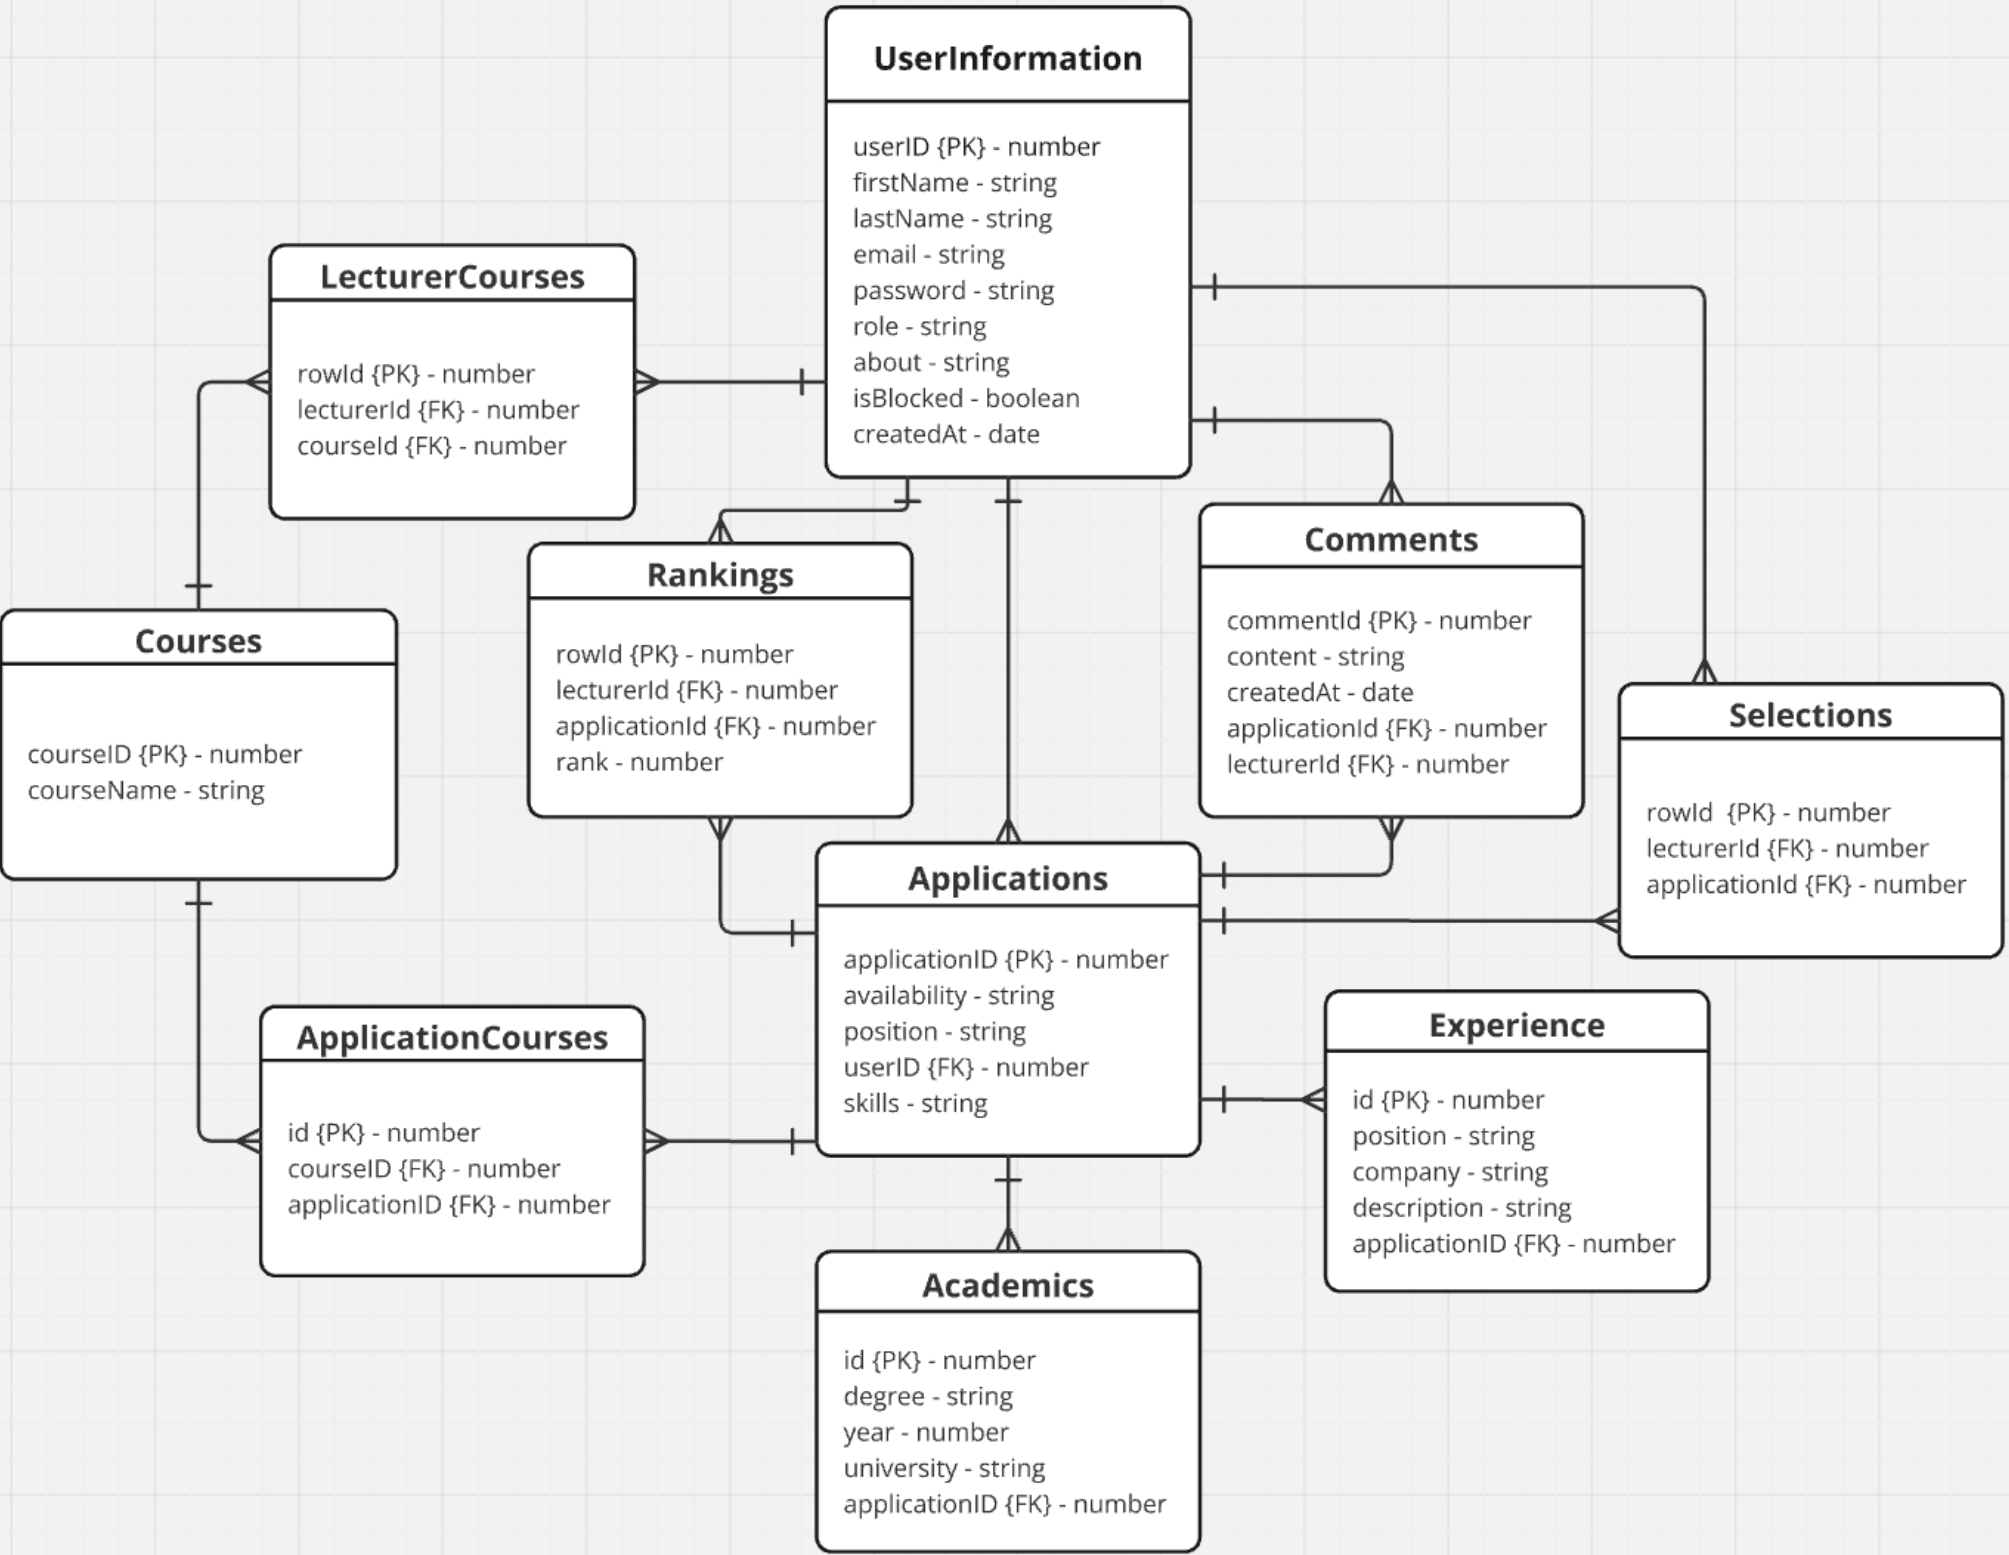 UserInformation
userID {PK} - number
firstName - string
lastName - string
email - string
password - string
role - string
about - string
isBlocked - boolean
createdAt - date
LecturerCourses
rowId {PK} - number
lecturerId {FK} - number
courseId {FK} - number
Rankings
rowId {PK} - number
lecturerId {FK} - number
applicationId {FK} - number
rank - number
Comments
commentId {PK} - number
content - string
createdAt - date
applicationId {FK} - number
lecturerId {FK} - number
Courses
courseID {PK} - number
courseName - string
Selections
rowId  {PK} - number
lecturerId {FK} - number
applicationId {FK} - number
Applications
applicationID {PK} - number
availability - string
position - string
userID {FK} - number
skills - string
ApplicationCourses
id {PK} - number
courseID {FK} - number
applicationID {FK} - number
Experience
id {PK} - number
position - string
company - string
description - string
applicationID {FK} - number
Academics
id {PK} - number
degree - string
year - number
university - string
applicationID {FK} - number